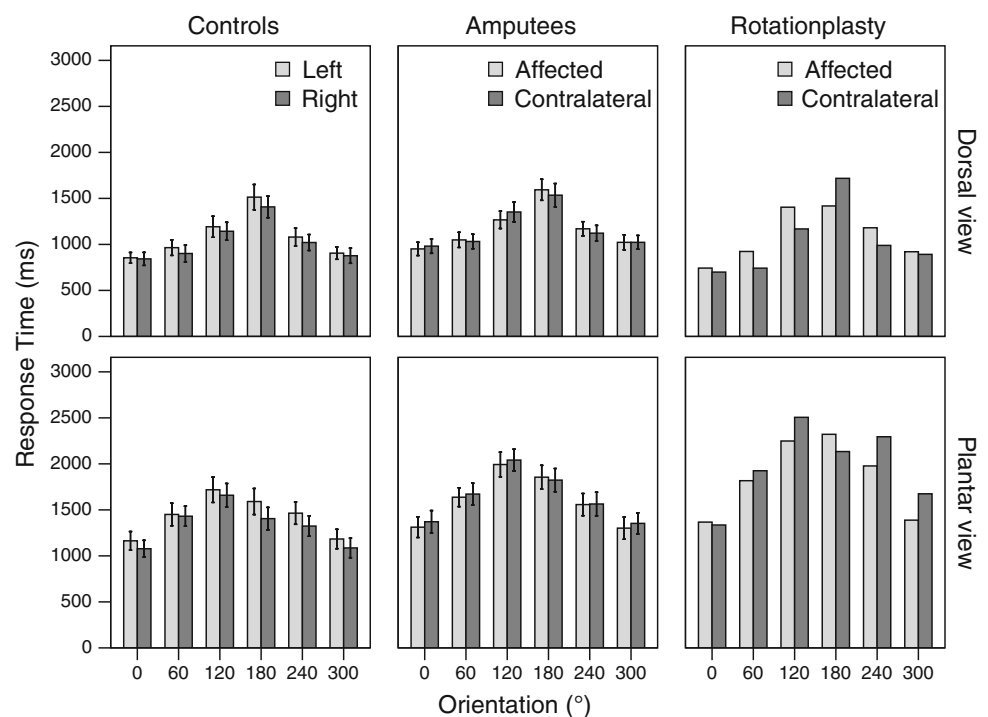 Controls
Amputees
Rotationplasty
Response Time (ms)
3000
2500
2000
1500
1000
500
0
Left
Right
Affected
Contralateral
Affected
Contralateral
Dorsal view
3000
2500
2000
1500
1000
500
0
Plantar view
0 60 120 180 240 300
0 60 120 180 240 300
0 60 120 180 240 300
Orientation (°)